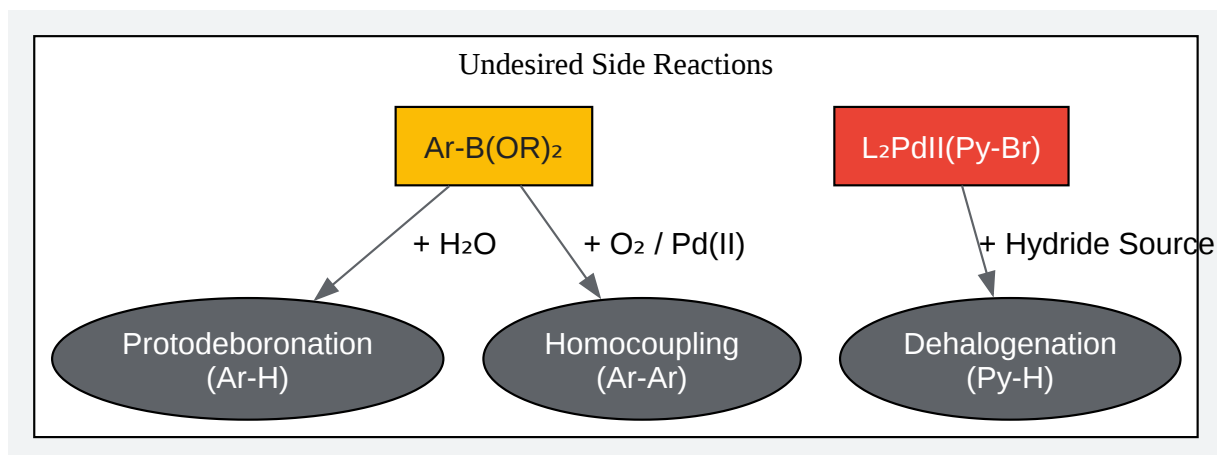 Undesired Side Reactions
Ar-B(OR)₂
L₂PdII(Py-Br)
+ H₂O
+ O₂ / Pd(II)
+ Hydride Source
Protodeboronation
(Ar-H)
Homocoupling
(Ar-Ar)
Dehalogenation
(Py-H)